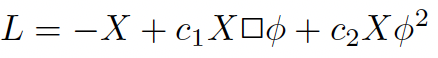 L = −X + c₁X□ϕ + c₂Xϕ²